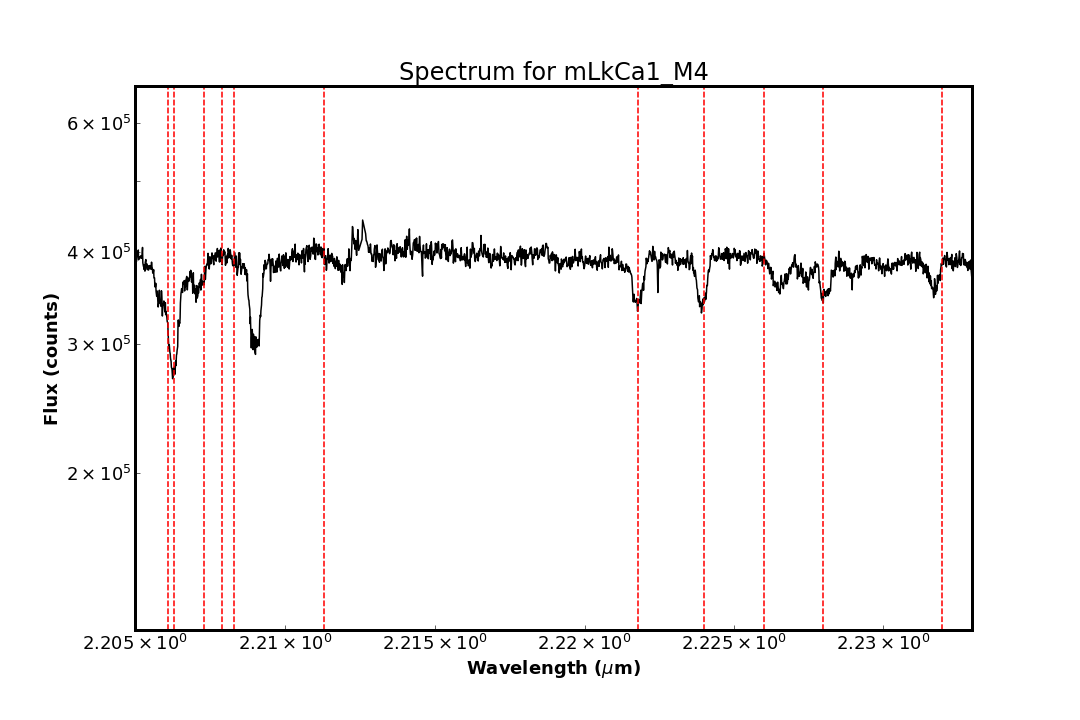 Spectrum for mLkCa1_M4
6 × 10⁵
4 × 10⁵
3 × 10⁵
2 × 10⁵
Flux (counts)
2.205 × 10⁰ 2.21 × 10⁰ 2.215 × 10⁰ 2.22 × 10⁰ 2.225 × 10⁰ 2.23 × 10⁰
Wavelength (μm)